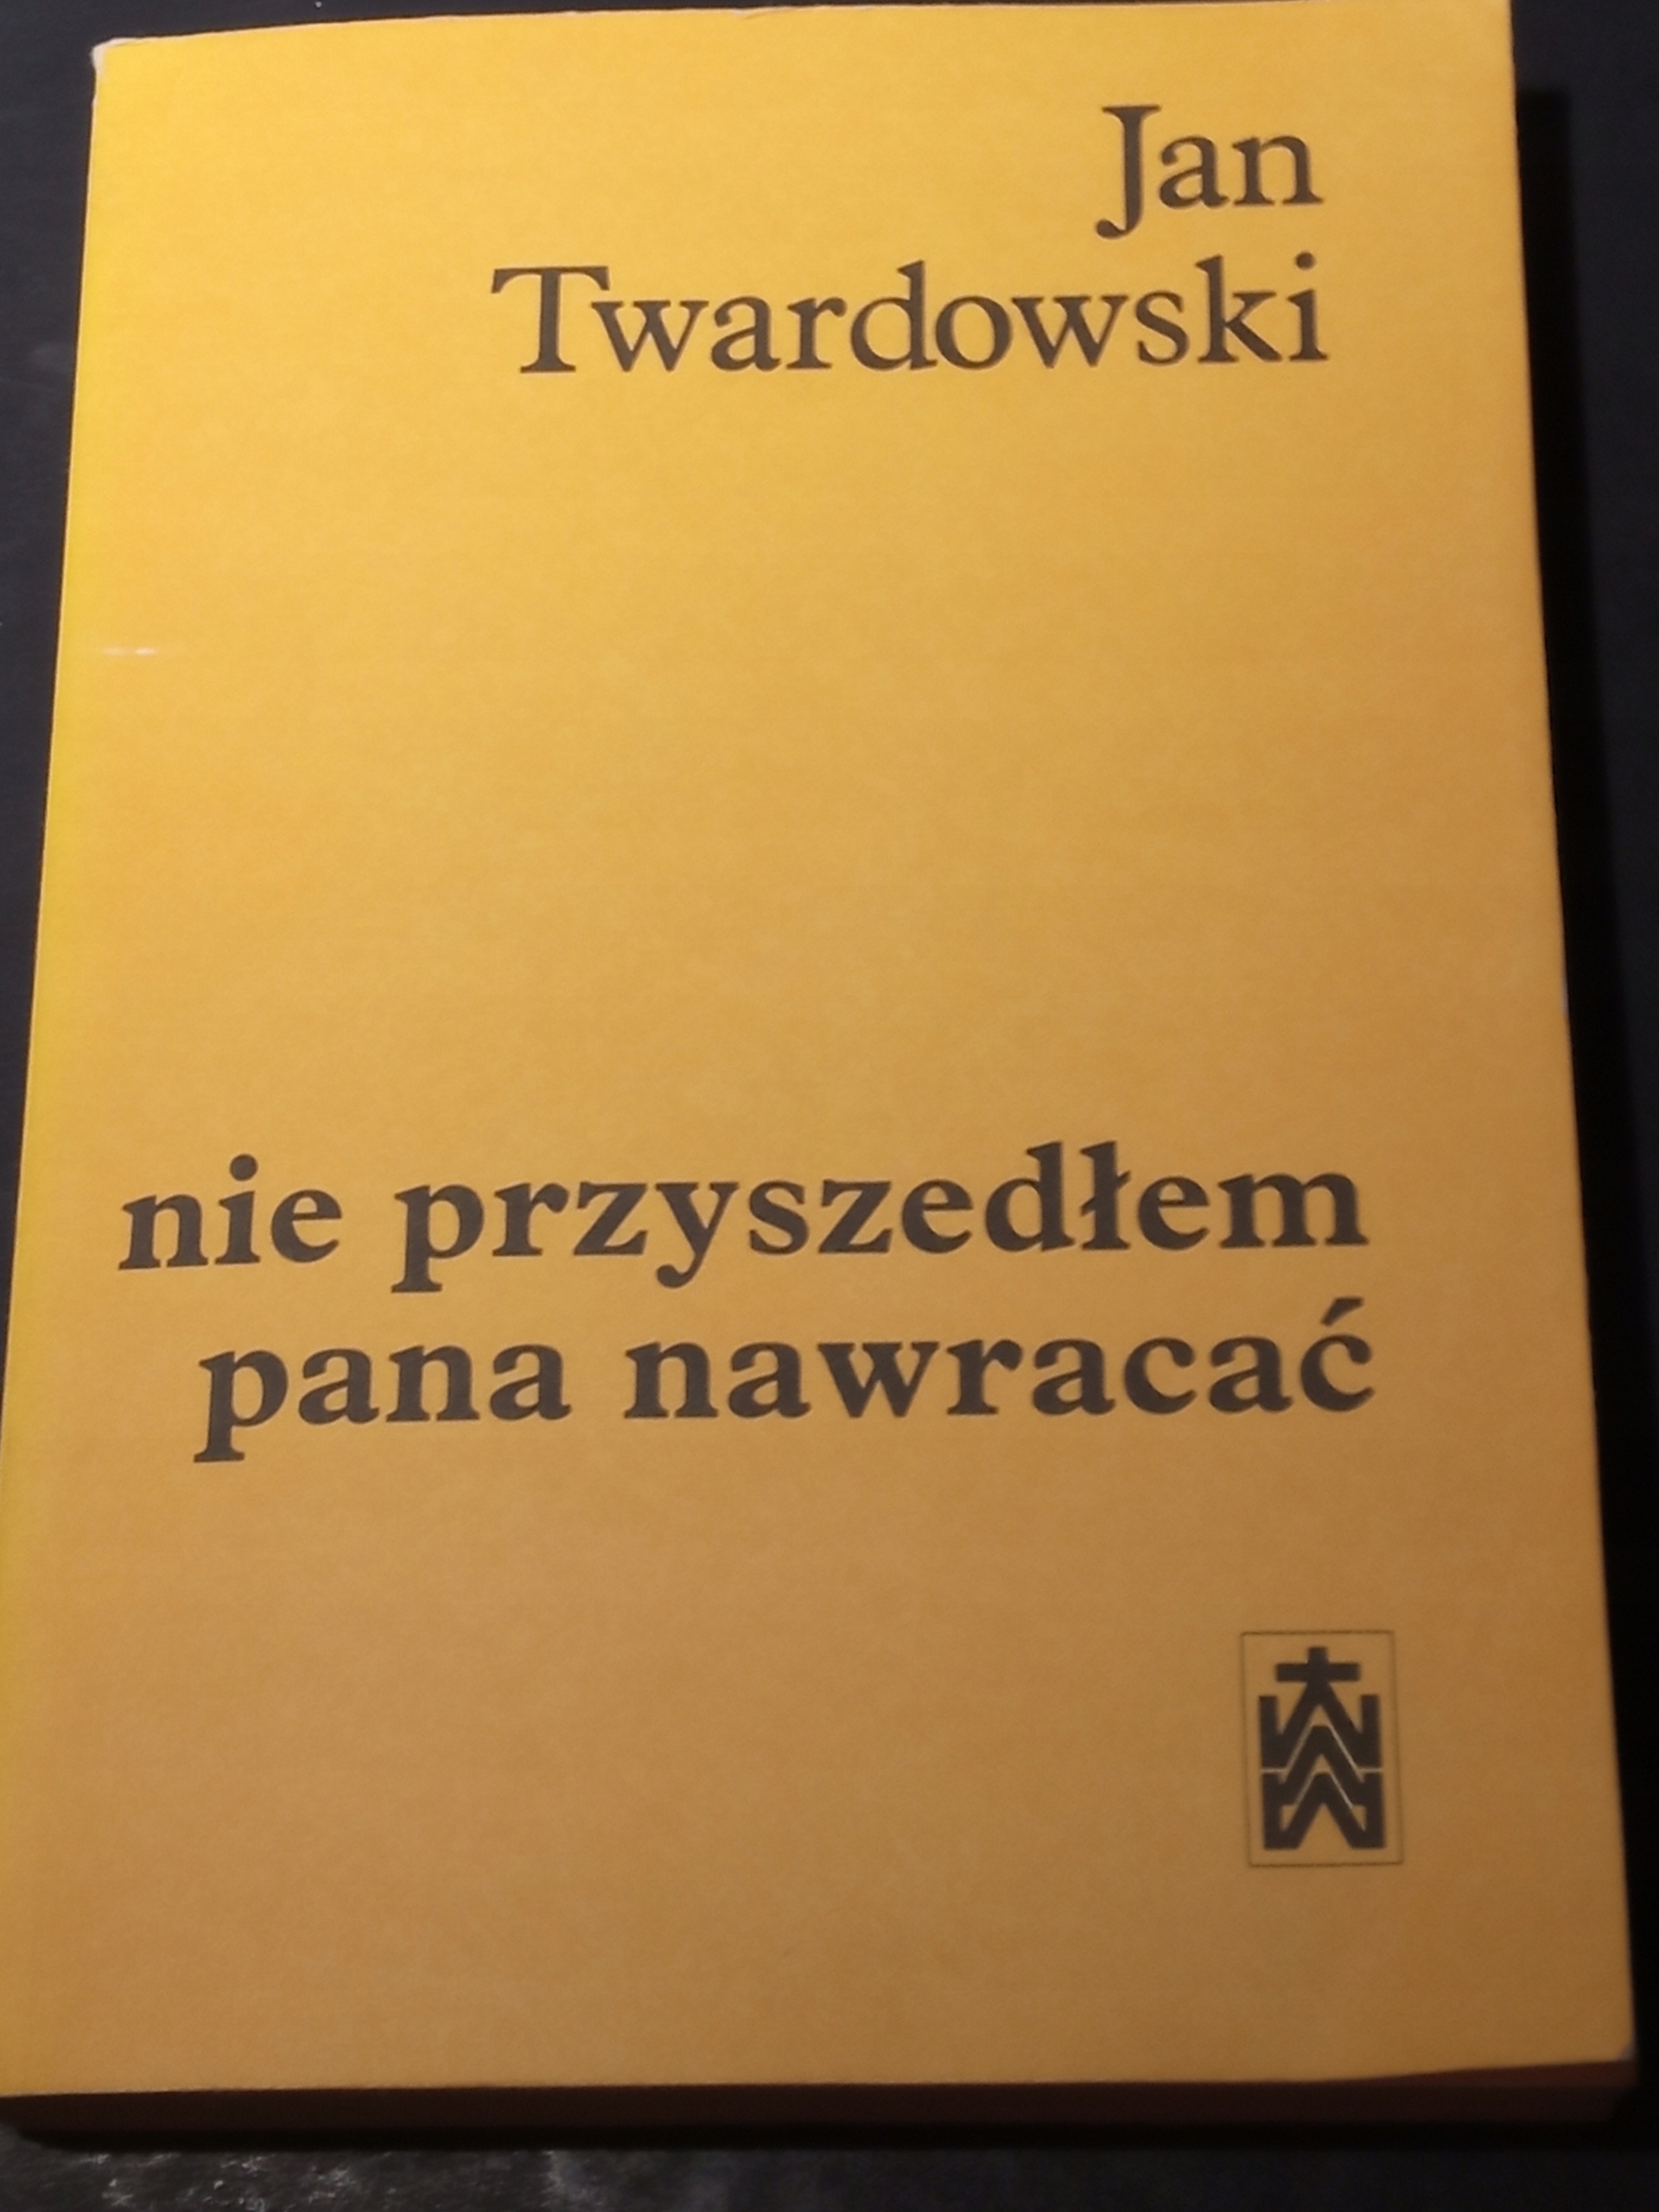 Jan
Twardowski
nie przyszedłem
pana nawracać